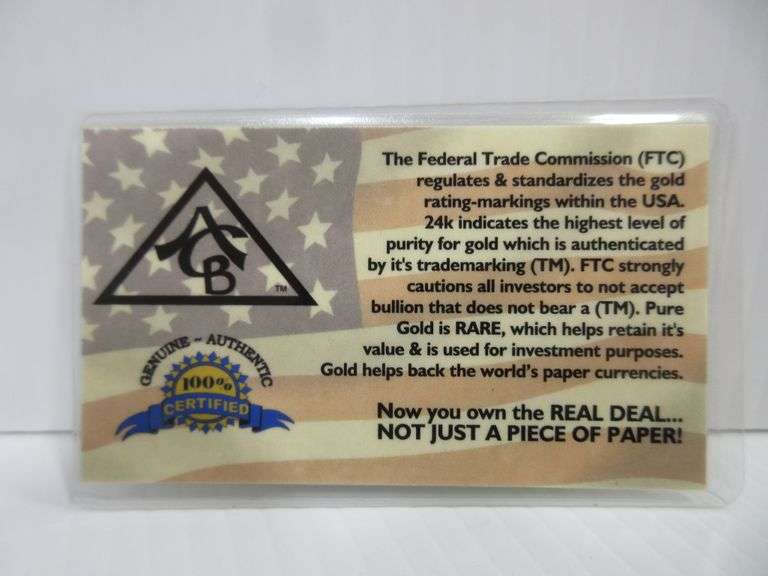 ACB
TM
GENUINE ~ AUTHENTIC
100%
CERTIFIED
The Federal Trade Commission (FTC)
regulates & standardizes the gold
rating-markings within the USA.
24k indicates the highest level of
purity for gold which is authenticated
by it's trademarking (TM). FTC strongly
cautions all investors to not accept
bullion that does not bear a (TM). Pure
Gold is RARE, which helps retain it's
value & is used for investment purposes.
Gold helps back the world's paper currencies.
Now you own the REAL DEAL...
NOT JUST A PIECE OF PAPER!